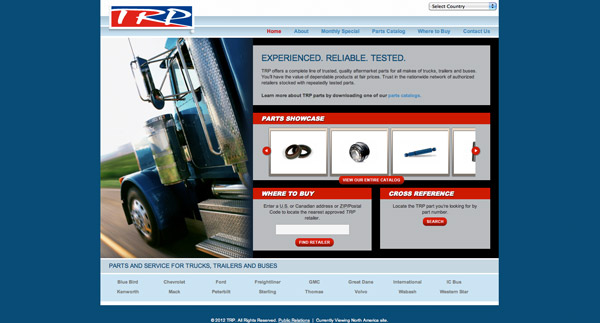 Select Country
TRP
Home About Monthly Special Parts Catalog Where to Buy Contact Us
EXPERIENCED. RELIABLE. TESTED.
TRP offers a complete line of trusted, quality aftermarket parts for all makes of trucks, trailers and buses.
You'll have the value of dependable products at fair prices. Trust in the nationwide network of authorized
retailers stocked with repeatedly tested parts.
Learn more about TRP parts by downloading one of our parts catalogs.
PARTS SHOWCASE
VIEW OUR ENTIRE CATALOG
WHERE TO BUY
Enter a U.S. or Canadian address or ZIP/Postal
Code to locate the nearest approved TRP
retailer.
FIND RETAILER
CROSS REFERENCE
Locate the TRP part you're looking for by
part number.
SEARCH
PARTS AND SERVICE FOR TRUCKS, TRAILERS AND BUSES
Blue Bird Chevrolet Ford Freightliner GMC Great Dane International IC Bus
Kenworth Mack Peterbilt Sterling Thomas Volvo Wabash Western Star
© 2012 TRP. All Rights Reserved. Public Relations | Currently Viewing North America site.